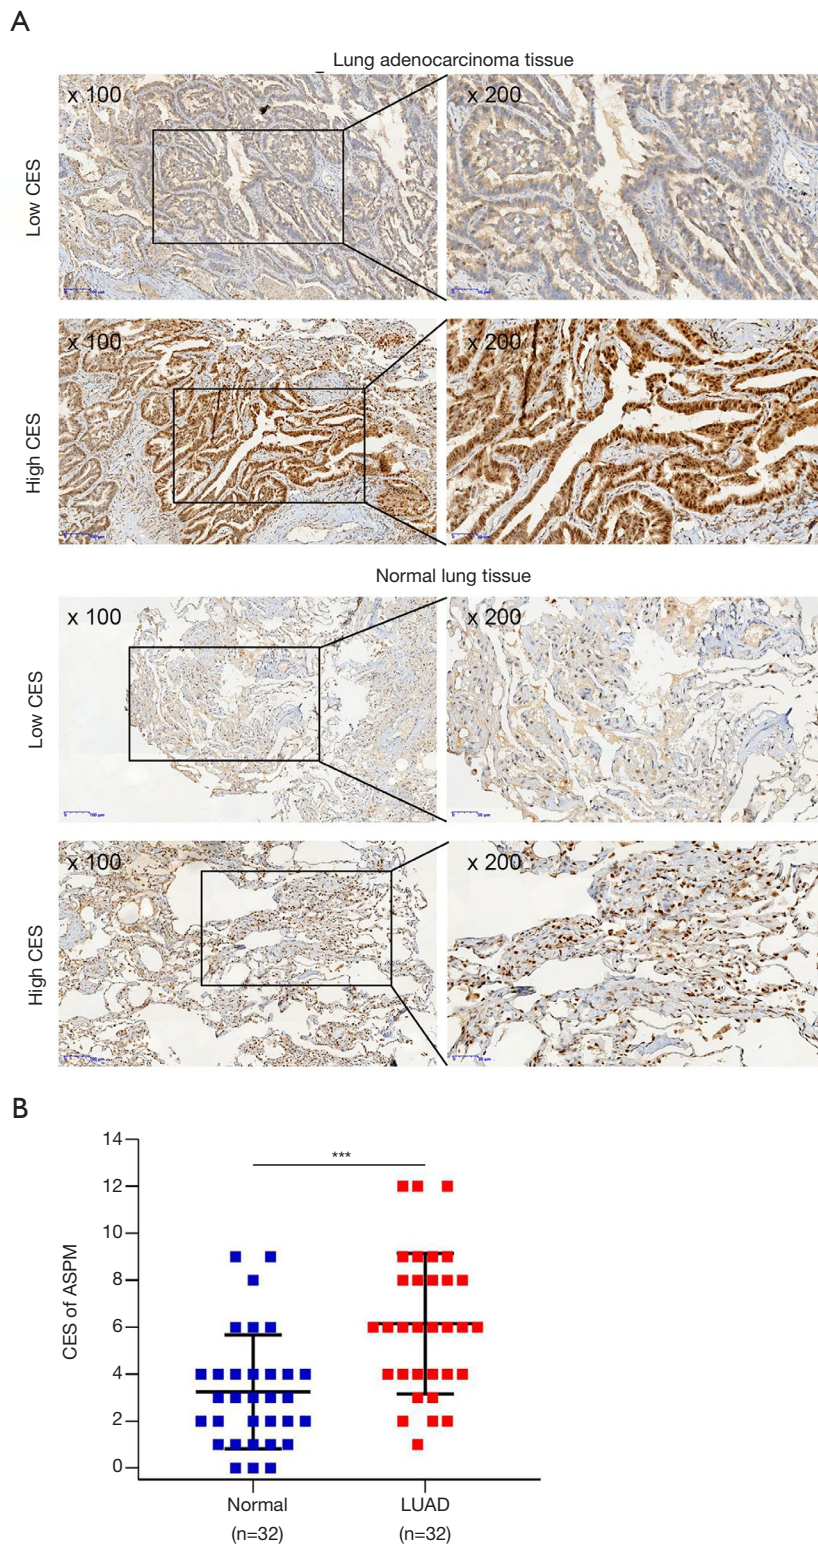 A
Lung adenocarcinoma tissue
x 100
x 200
Low CES
x 100
x 200
High CES
Normal lung tissue
x 100
x 200
Low CES
x 100
x 200
High CES
B
14
12
10
8
6
4
2
0
CES of ASPM
***
Normal
(n=32)
LUAD
(n=32)